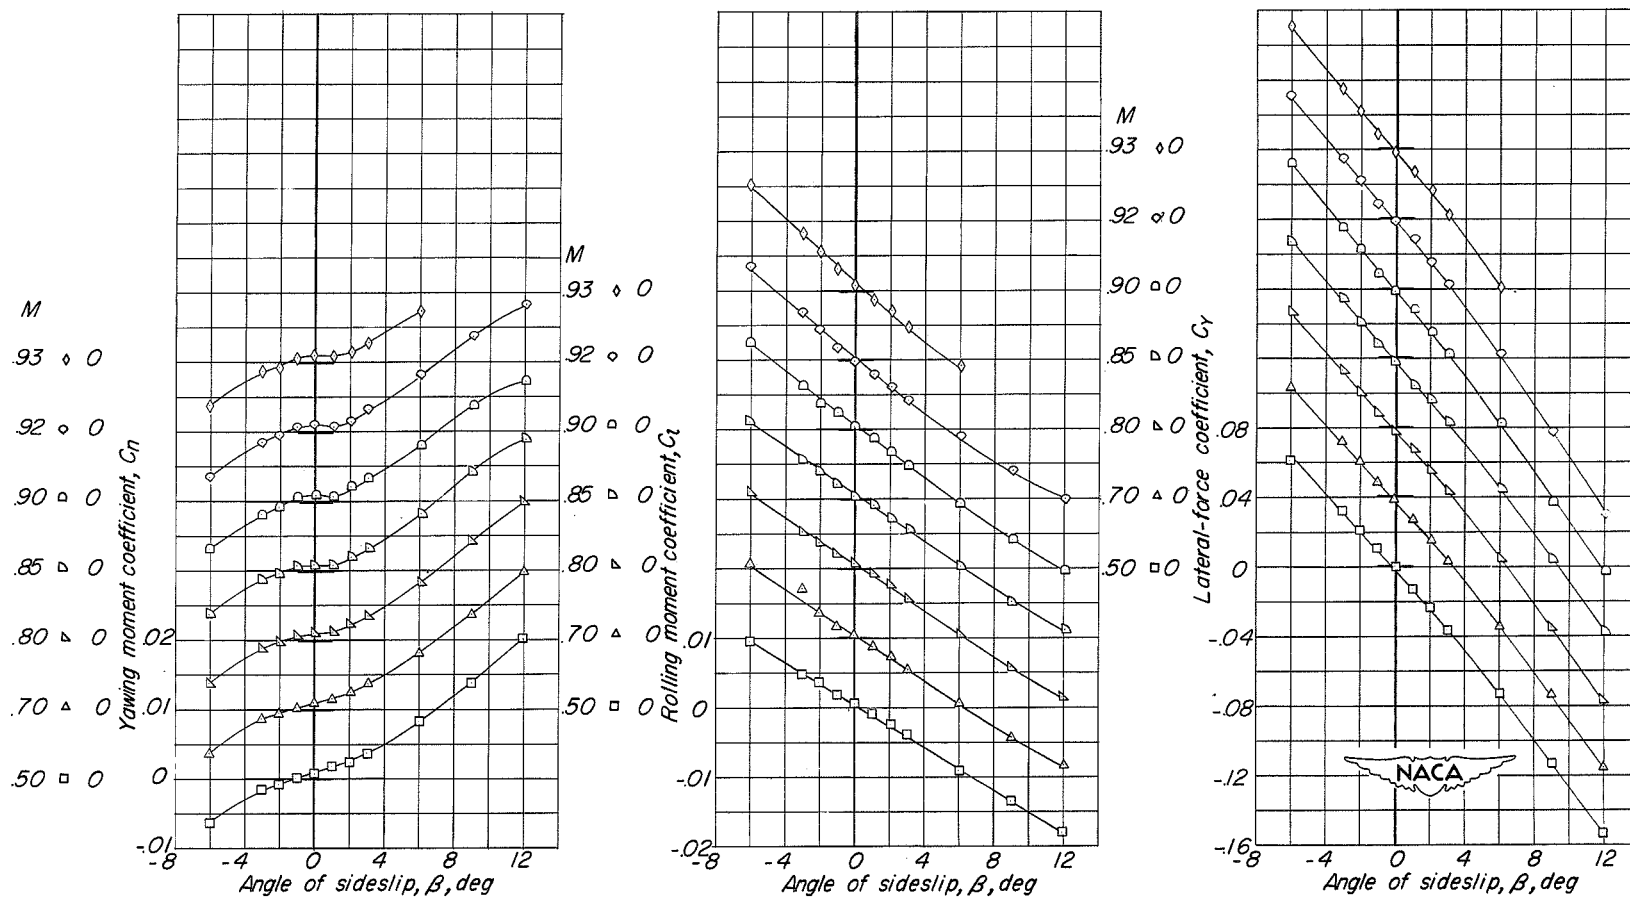 M
.93 0
.92 0
.90 0
.85 0
.80 0
.70 0
.50 0
Yawing moment coefficient, Cn
.02
.01
0
-.01
-8 -4 0 4 8 12
Angle of sideslip, β, deg
M
.93 0
.92 0
.90 0
.85 0
.80 0
.70 0
.50 0
Rolling moment coefficient, Cl
.01
0
-.01
-.02
-8 -4 0 4 8 12
Angle of sideslip, β, deg
M
.93 0
.92 0
.90 0
.85 0
.80 0
.70 0
.50 0
Lateral-force coefficient, CY
.08
.04
0
-.04
-.08
-.12
-.16
-8 -4 0 4 8 12
Angle of sideslip, β, deg
NACA